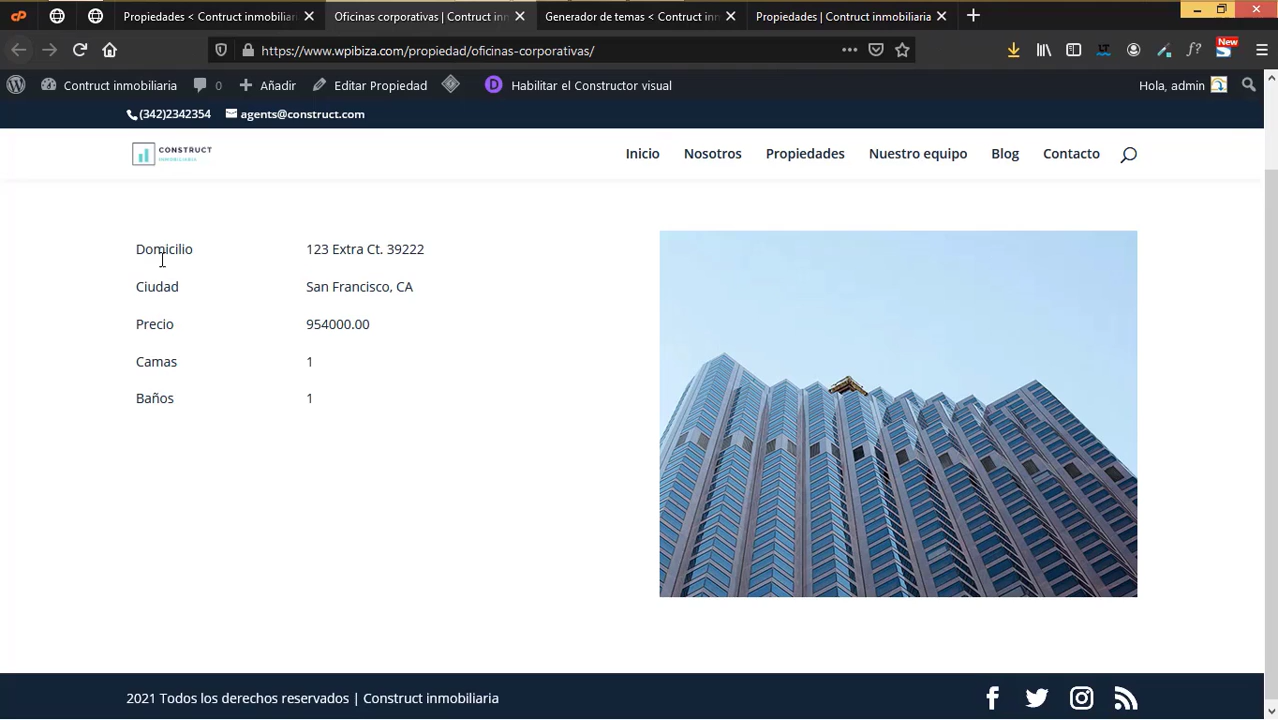 Propiedades < Contruct inmobiliari
Oficinas corporativas | Contruct inm
Generador de temas < Contruct inm
Propiedades | Contruct inmobiliaria
https://www.wpibiza.com/propiedad/oficinas-corporativas/
New
Contruct inmobiliaria
0
Añadir
Editar Propiedad
D
Habilitar el Constructor visual
Hola, admin
(342)2342354
agents@construct.com
CONSTRUCT
INMOBILIARIA
Inicio
Nosotros
Propiedades
Nuestro equipo
Blog
Contacto
Domicilio 123 Extra Ct. 39222
Ciudad San Francisco, CA
Precio 954000.00
Camas 1
Baños 1
2021 Todos los derechos reservados | Construct inmobiliaria